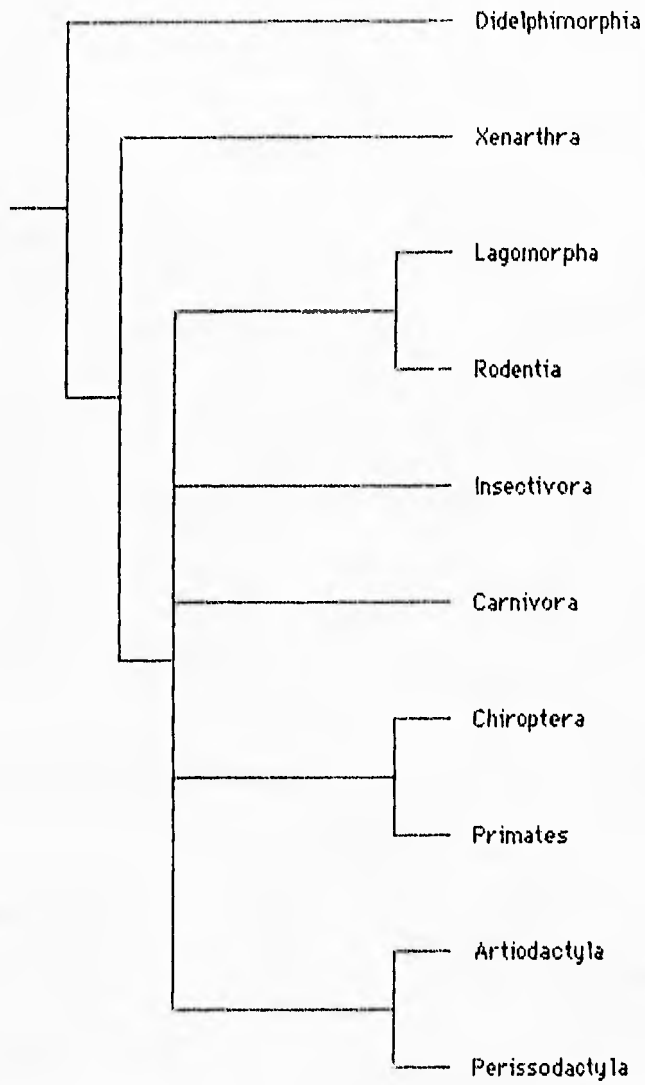 Didelphimorphia
Xenarthra
Lagomorpha
Rodentia
Insectivora
Carnivora
Chiroptera
Primates
Artiodactyla
Perissodactyla